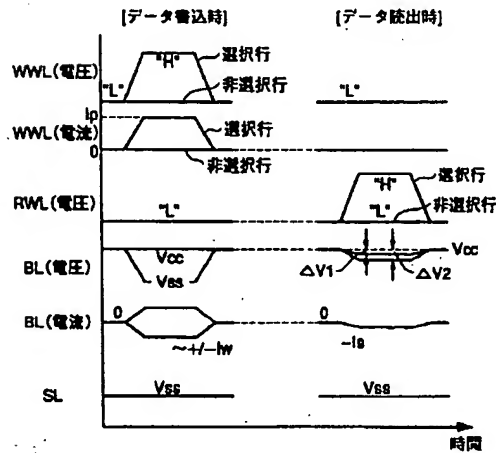 [データ書込時] [データ読出時]
WWL(電圧) "L" "H" 選択行 非選択行 "L"
WWL(電流) Ip 0 選択行 非選択行
RWL(電圧) "L" "H" "L" 選択行 非選択行
BL(電圧) Vcc Vss △V1 △V2 Vcc
BL(電流) 0 ~+/-Iw 0 -Is
SL Vss Vss
時間